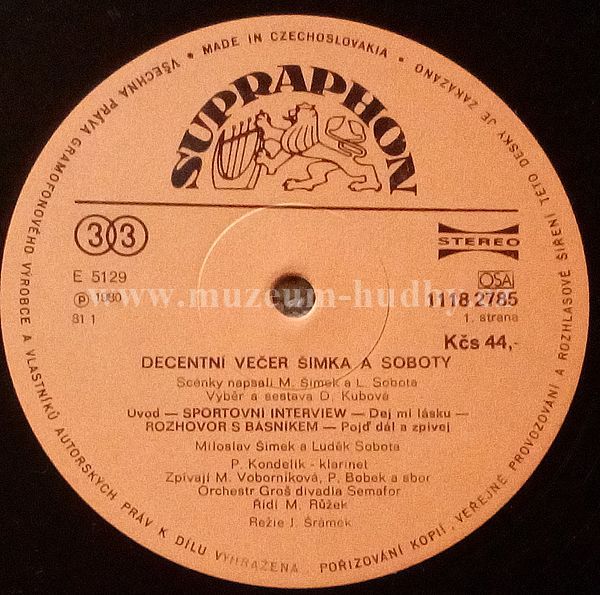 VŠECHNA PRÁVA GRAMOFONOVÉHO VÝROBCE A VLASTNÍKŮ AUTORSKÝCH PRÁV K DÍLU VYHRAŽENA. POŘIZOVÁNÍ KOPIÍ, VEŘEJNÉ PROVOZOVÁNÍ A ROZHLASOVÉ ŠÍŘENÍ TÉTO DESKY JE ZAKÁZÁNO • MADE IN CZECHOSLOVAKIA •
SUPRAPHON
33
STEREO
E 5129
OSA
℗ 1980
www.muzeum-hudby.cz
1118 2785
81 1
1. strana
Kčs 44,-
DECENTNÍ VEČER ŠIMKA A SOBOTY
Scénky napsali M. Šimek a L. Sobota
Výběr a sestava D. Kubová
Úvod — SPORTOVNÍ INTERVIEW — Dej mi lásku —
ROZHOVOR S BÁSNÍKEM — Pojď dál a zpívej
Miloslav Šimek a Luděk Sobota
P. Kondelík - klarinet
Zpívají M. Voborníková, P. Bobek a sbor
Orchestr Groš divadla Semafor
Řídí M. Růžek
Režie J. Šrámek